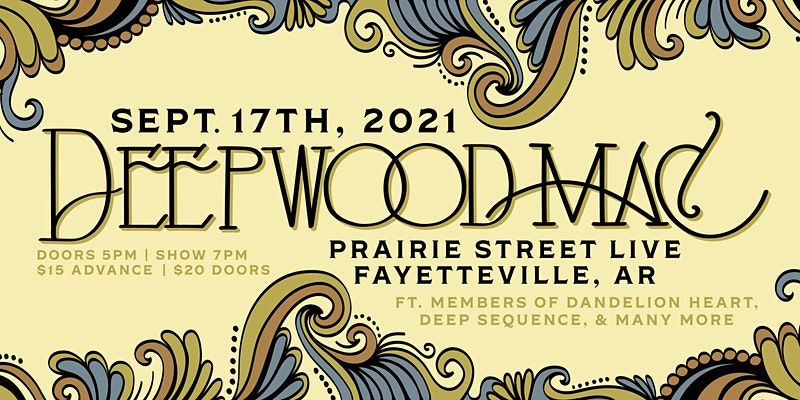 SEPT. 17TH, 2021
DEEPWOOD MAC
DOORS 5PM | SHOW 7PM
$15 ADVANCE | $20 DOORS
PRAIRIE STREET LIVE
FAYETTEVILLE, AR
FT. MEMBERS OF DANDELION HEART,
DEEP SEQUENCE, & MANY MORE